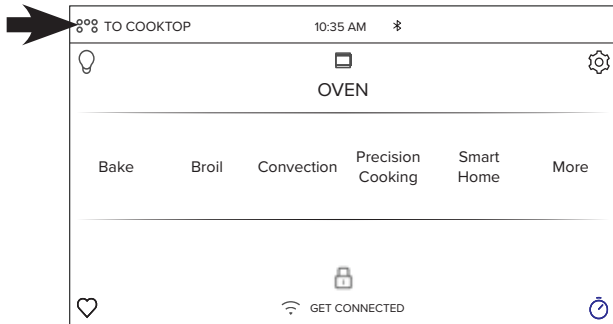 TO COOKTOP 10:35 AM
OVEN
Bake Broil Convection Precision Cooking Smart Home More
GET CONNECTED